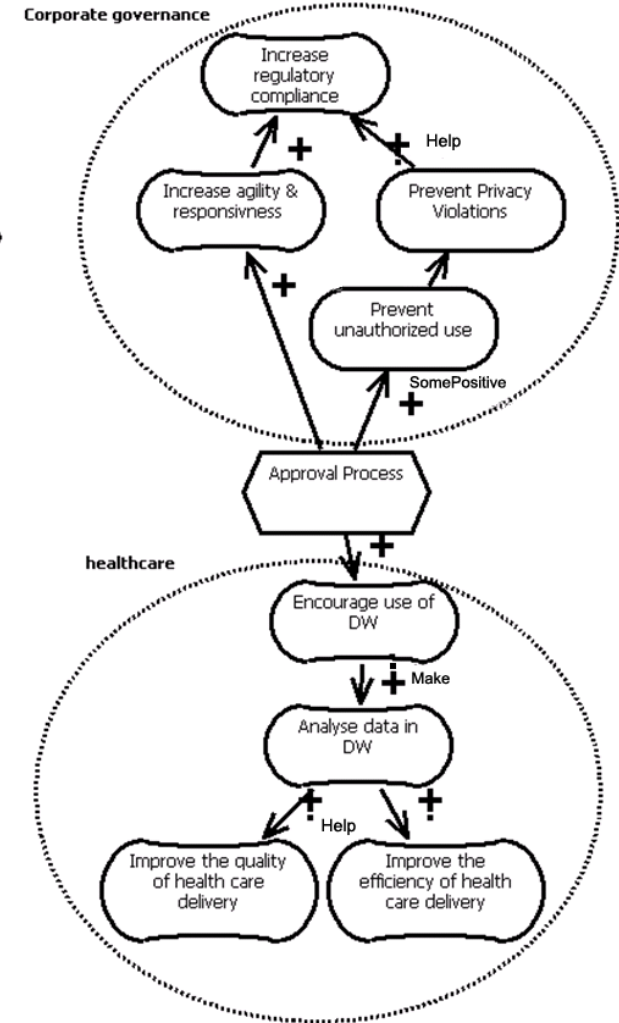 Corporate governance
Increase
regulatory
compliance
+
+
Help
Increase agility &
responsivness
Prevent Privacy
Violations
+
Prevent
unauthorized use
SomePositive
+
Approval Process
+
healthcare
Encourage use of
DW
+
Make
Analyse data in
DW
+
+
Help
Improve the quality
of health care
delivery
Improve the
efficiency of health
care delivery